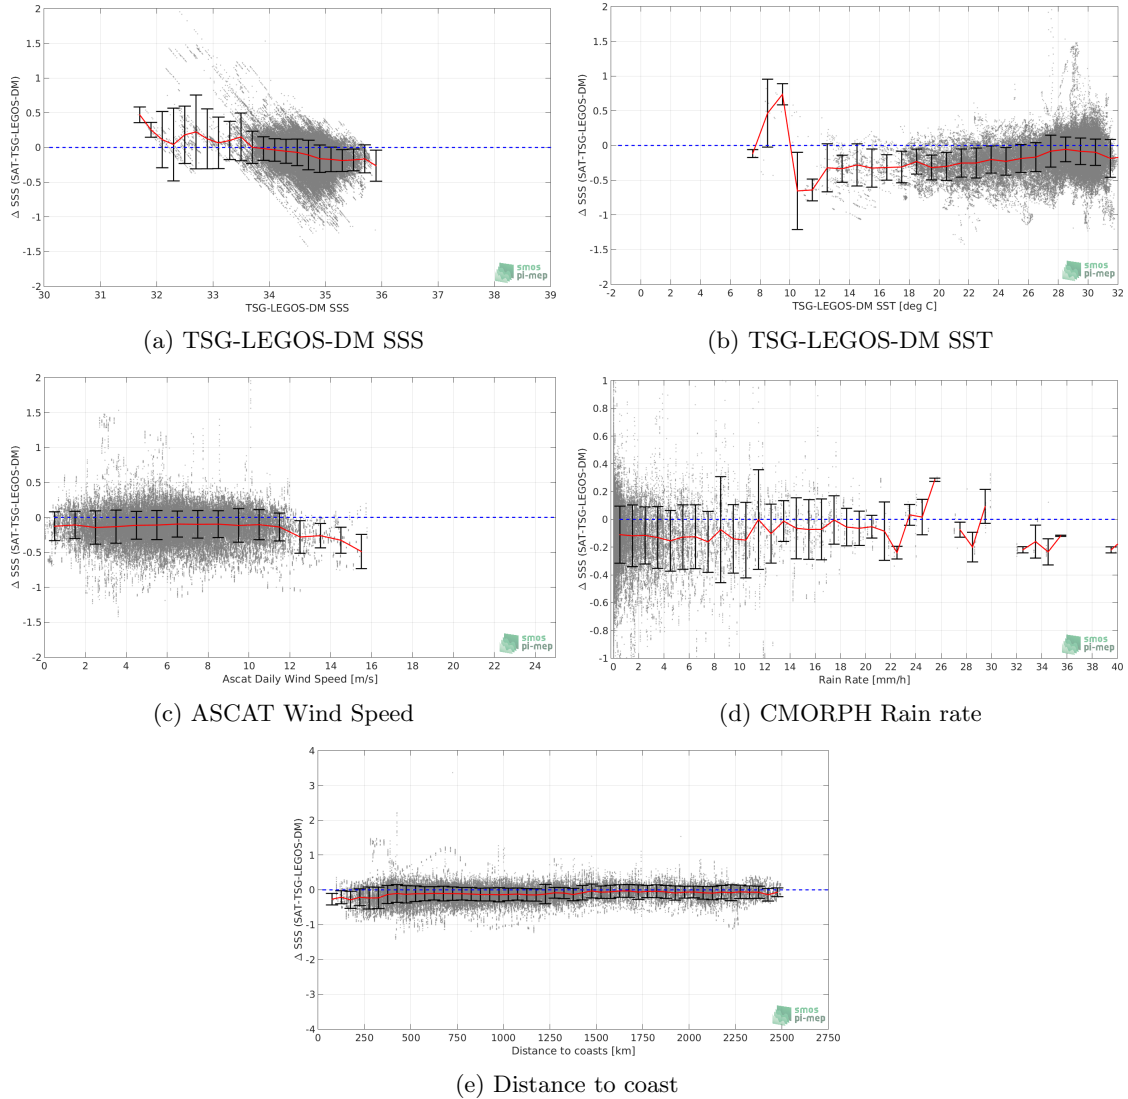 Δ SSS (SAT-TSG-LEGOS-DM)
2
1.5
1
0.5
0
-0.5
-1
-1.5
-2
30 31 32 33 34 35 36 37 38 39
TSG-LEGOS-DM SSS
smos
pi-mep
(a) TSG-LEGOS-DM SSS
Δ SSS (SAT-TSG-LEGOS-DM)
2
1.5
1
0.5
0
-0.5
-1
-1.5
-2
-2 0 2 4 6 8 10 12 14 16 18 20 22 24 26 28 30 32
TSG-LEGOS-DM SST [deg C]
smos
pi-mep
(b) TSG-LEGOS-DM SST
Δ SSS (SAT-TSG-LEGOS-DM)
2
1.5
1
0.5
0
-0.5
-1
-1.5
-2
0 2 4 6 8 10 12 14 16 18 20 22 24
Ascat Daily Wind Speed [m/s]
smos
pi-mep
(c) ASCAT Wind Speed
Δ SSS (SAT-TSG-LEGOS-DM)
1
0.8
0.6
0.4
0.2
0
-0.2
-0.4
-0.6
-0.8
-1
0 2 4 6 8 10 12 14 16 18 20 22 24 26 28 30 32 34 36 38 40
Rain Rate [mm/h]
smos
pi-mep
(d) CMORPH Rain rate
Δ SSS (SAT-TSG-LEGOS-DM)
4
3
2
1
0
-1
-2
-3
-4
0 250 500 750 1000 1250 1500 1750 2000 2250 2500 2750
Distance to coasts [km]
smos
pi-mep
(e) Distance to coast